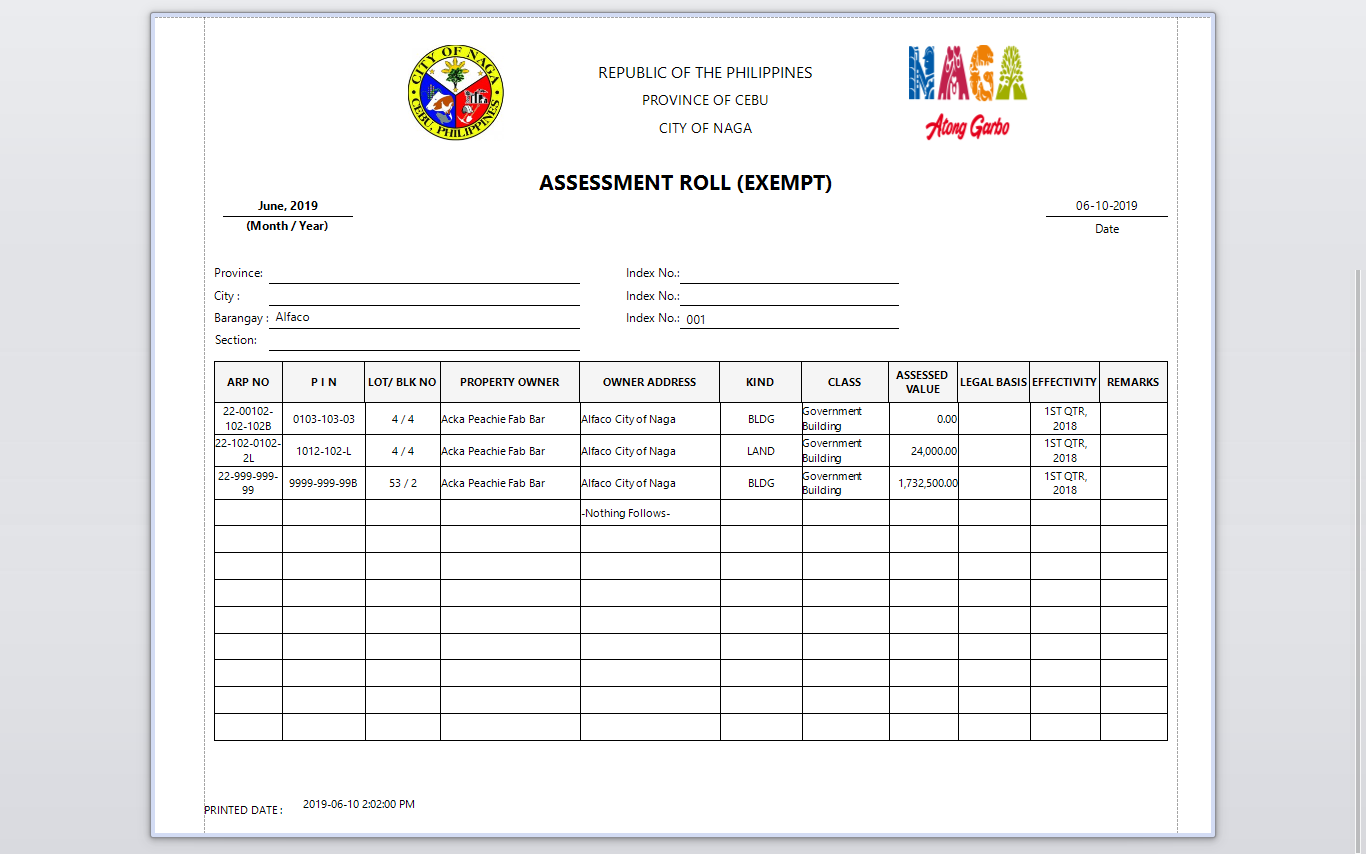 CITY OF NAGA
CEBU, PHILIPPINES
REPUBLIC OF THE PHILIPPINES
PROVINCE OF CEBU
CITY OF NAGA
NAGA
Atong Garbo
ASSESSMENT ROLL (EXEMPT)
June, 2019
(Month / Year)
06-10-2019
Date
Province:
Index No.:
City :
Index No.:
Barangay : Alfaco
Index No.: 001
Section:
ARP NO P I N LOT/ BLK NO PROPERTY OWNER OWNER ADDRESS KIND CLASS ASSESSED VALUE LEGAL BASIS EFFECTIVITY REMARKS
22-00102-102-102B 0103-103-03 4 / 4 Acka Peachie Fab Bar Alfaco City of Naga BLDG Government Building 0.00 1ST QTR, 2018
22-102-0102-2L 1012-102-L 4 / 4 Acka Peachie Fab Bar Alfaco City of Naga LAND Government Building 24,000.00 1ST QTR, 2018
22-999-999-99 9999-999-99B 53 / 2 Acka Peachie Fab Bar Alfaco City of Naga BLDG Government Building 1,732,500.00 1ST QTR, 2018
-Nothing Follows-
PRINTED DATE : 2019-06-10 2:02:00 PM